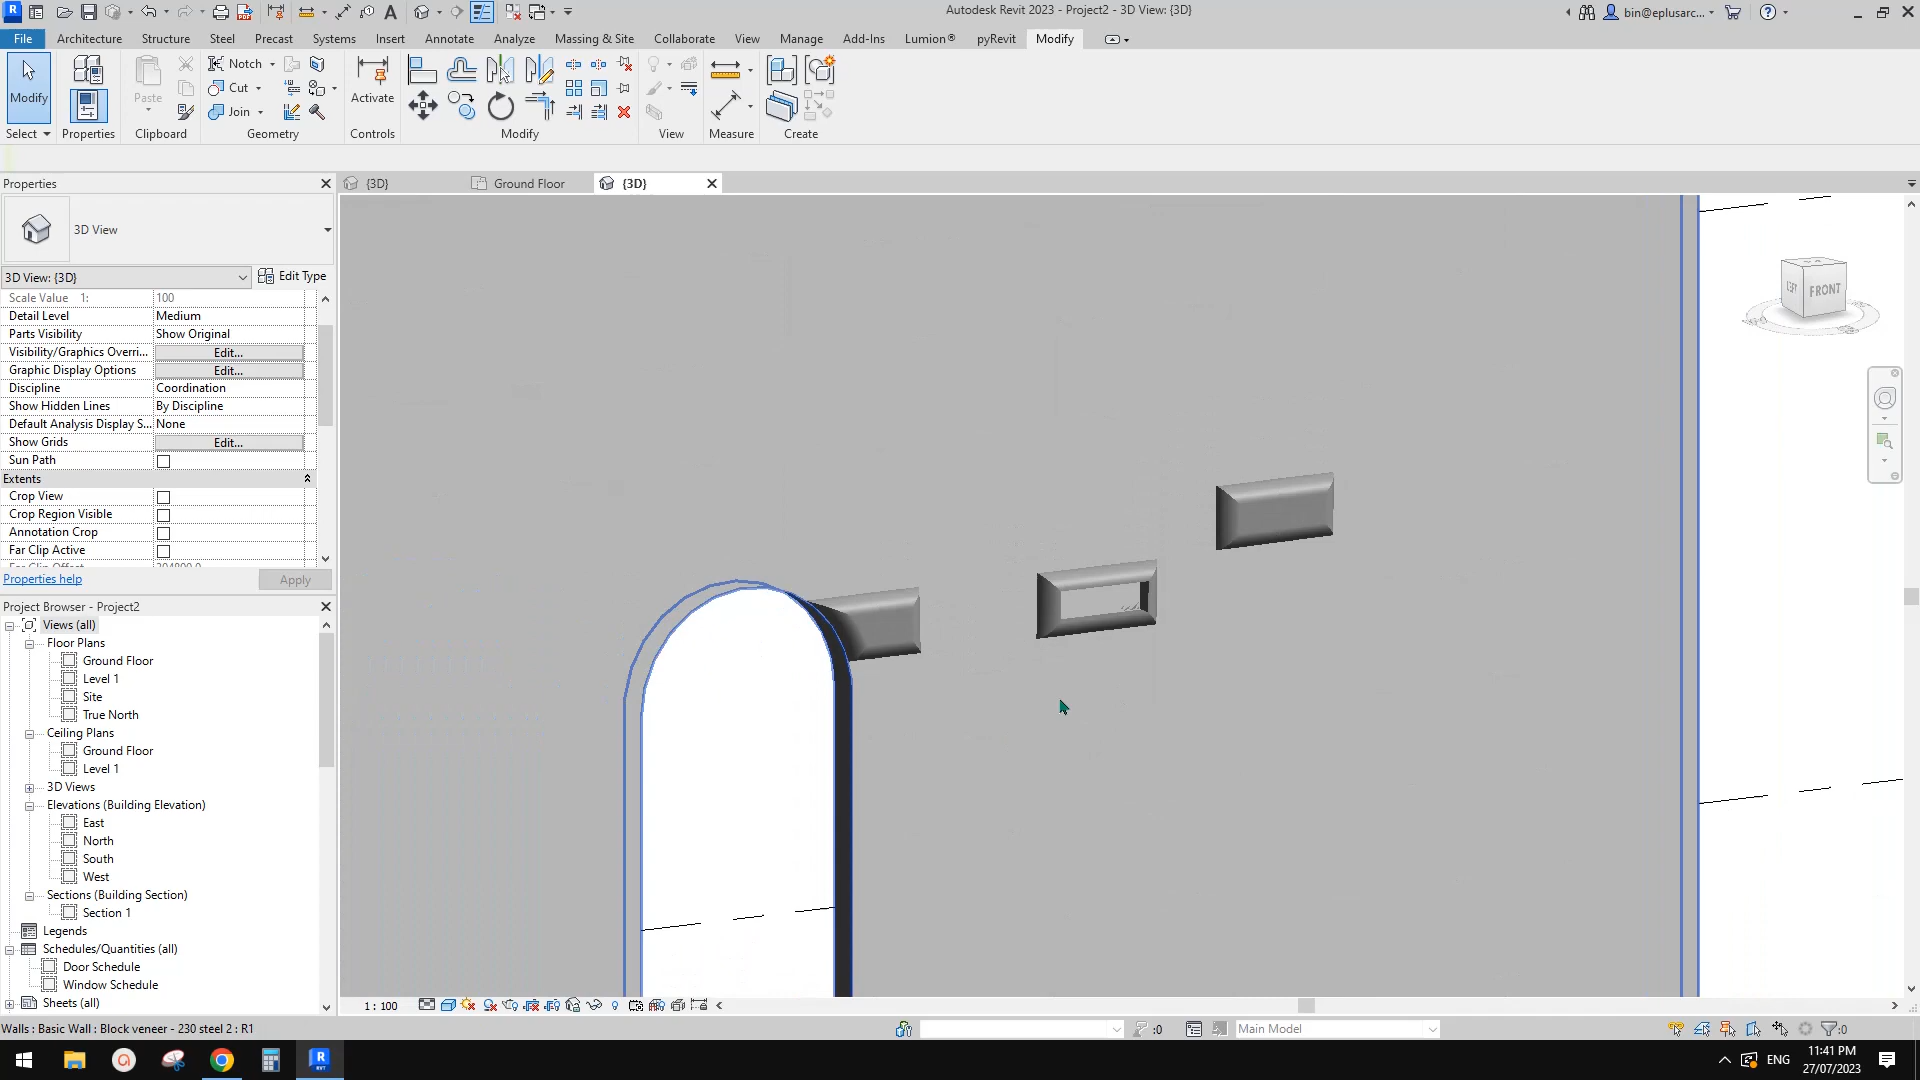 Autodesk Revit 2023 - Project2 - 3D View: {3D}
bin@eplusarc...
File Architecture Structure Steel Precast Systems Insert Annotate Analyze Massing & Site Collaborate View Manage Add-Ins Lumion® pyRevit Modify
Modify
Paste
Notch
Cut
Join
Activate
Select Properties Clipboard Geometry Controls Modify View Measure Create
Properties
{3D}
Ground Floor
{3D}
3D View
3D View: {3D}
Edit Type
Scale Value 1: 100
Detail Level Medium
Parts Visibility Show Original
Visibility/Graphics Overri... Edit...
Graphic Display Options Edit...
Discipline Coordination
Show Hidden Lines By Discipline
Default Analysis Display S... None
Show Grids Edit...
Sun Path
Extents
Crop View
Crop Region Visible
Annotation Crop
Far Clip Active
Far Clip Offset 304800.0
Properties help
Apply
Project Browser - Project2
Views (all)
Floor Plans
Ground Floor
Level 1
Site
True North
Ceiling Plans
Ground Floor
Level 1
3D Views
Elevations (Building Elevation)
East
North
South
West
Sections (Building Section)
Section 1
Legends
Schedules/Quantities (all)
Door Schedule
Window Schedule
Sheets (all)
LEFT
FRONT
1 : 100
Walls : Basic Wall : Block veneer - 230 steel 2 : R1
:0
Main Model
:0
ENG
11:41 PM
27/07/2023